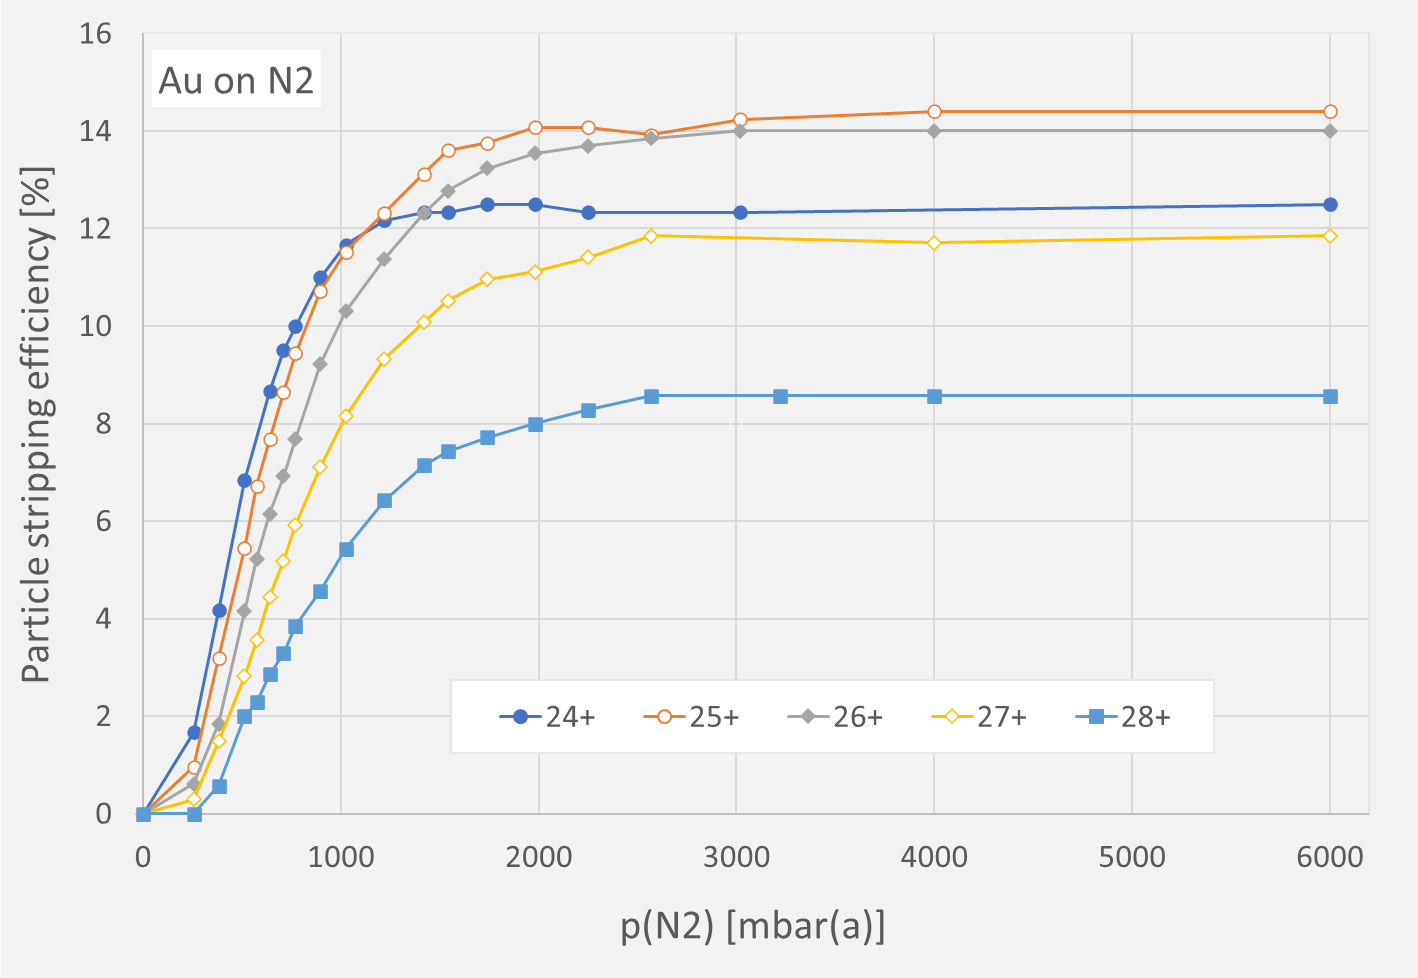 Au on N2
Particle stripping efficiency [%]
16
14
12
10
8
6
4
2
0
24+ 25+ 26+ 27+ 28+
0 1000 2000 3000 4000 5000 6000
p(N2) [mbar(a)]